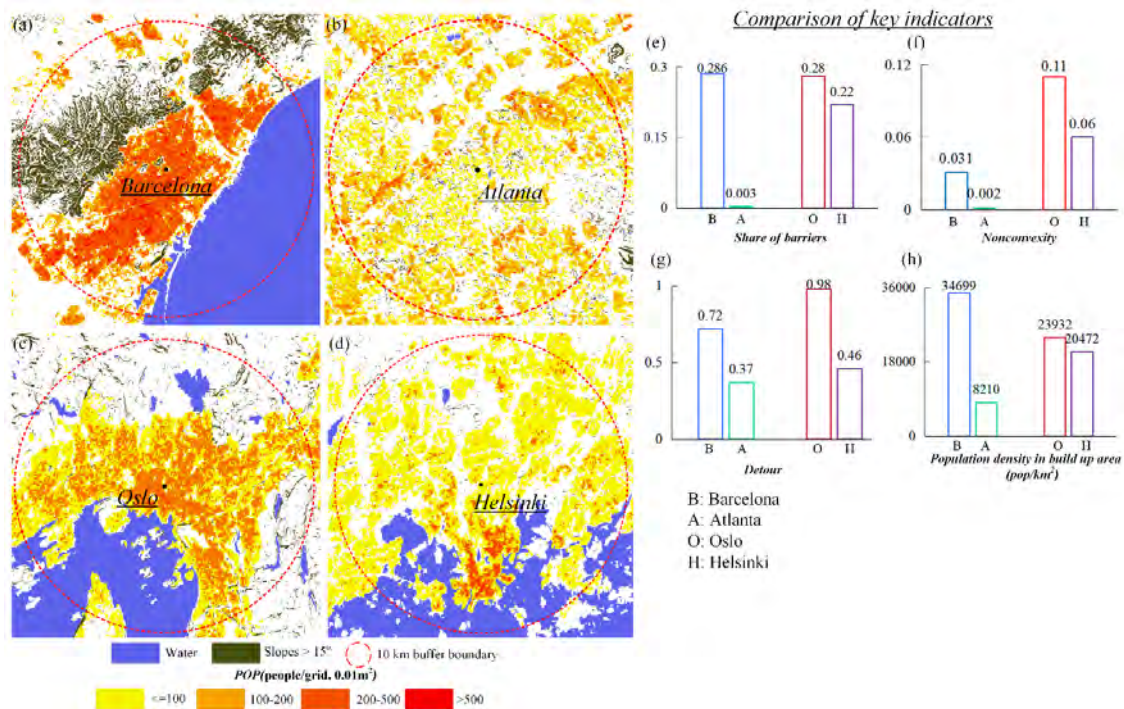 Comparison of key indicators
(a)
Barcelona
(b)
Atlanta
(c)
Oslo
(d)
Helsinki
Water
Slopes > 15°
10 km buffer boundary
POP(people/grid, 0.01m²)
<=100
100-200
200-500
>500
(e)
0.3
0.15
0
0.286
0.003
0.28
0.22
B A O H
Share of barriers
(f)
0.12
0.06
0
0.031
0.002
0.11
0.06
B A O H
Nonconvexity
(g)
1
0.5
0
0.72
0.37
0.98
0.46
B A O H
Detour
(h)
36000
18000
0
34699
8210
23932
20472
B A O H
Population density in build up area
(pop/km²)
B: Barcelona
A: Atlanta
O: Oslo
H: Helsinki